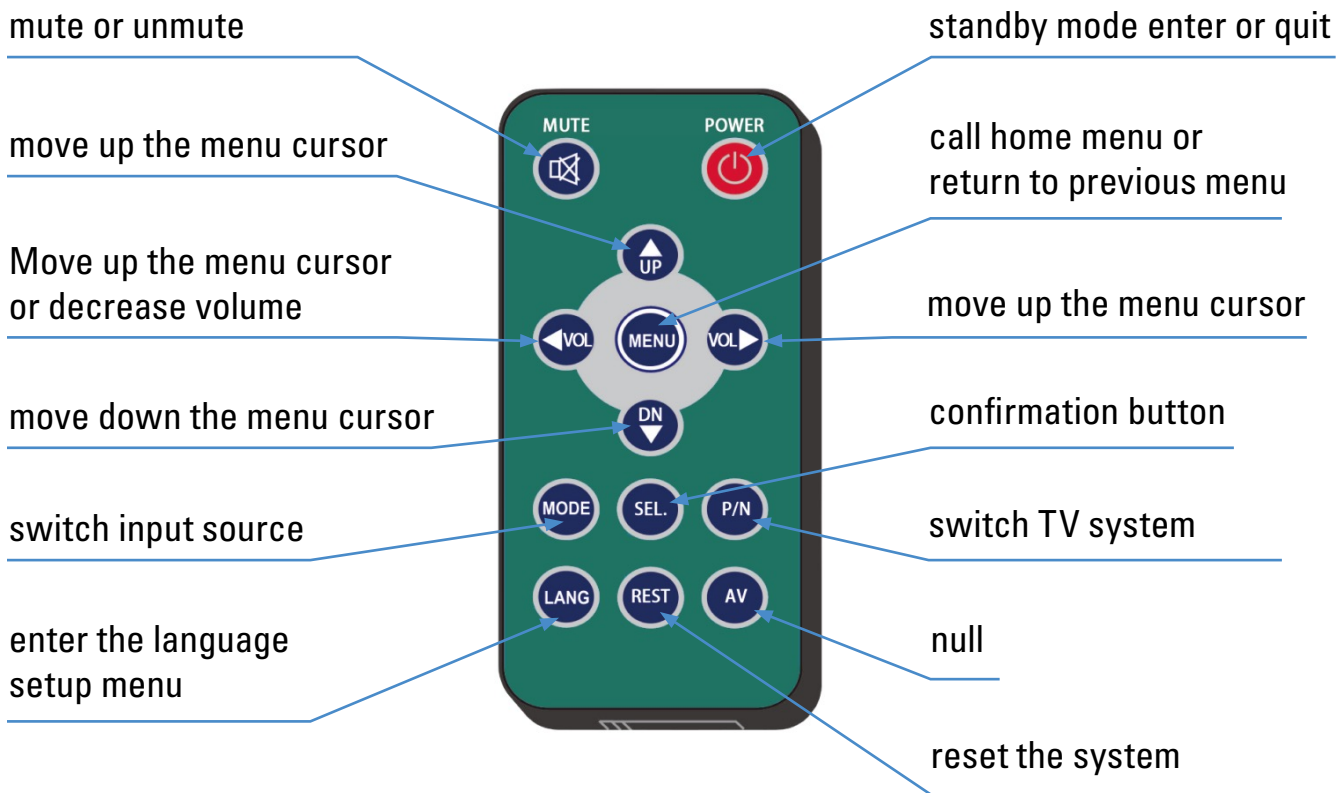 mute or unmute
standby mode enter or quit
MUTE
POWER
move up the menu cursor
call home menu or
return to previous menu
UP
Move up the menu cursor
or decrease volume
move up the menu cursor
VOL
MENU
VOL
move down the menu cursor
DN
confirmation button
MODE
SEL.
P/N
switch input source
switch TV system
LANG
REST
AV
enter the language
setup menu
null
reset the system